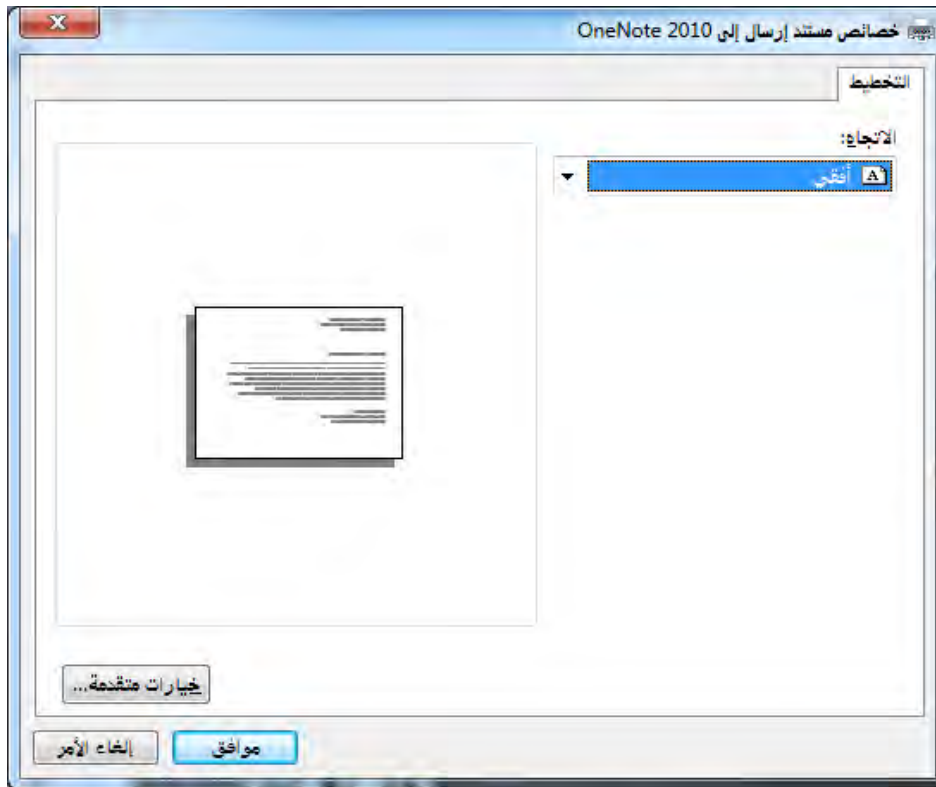 خصائص مستند إرسال إلى OneNote 2010
التخطيط
الاتجاه:
A أفقي
خيارات متقدمة...
موافق
إلغاء الأمر